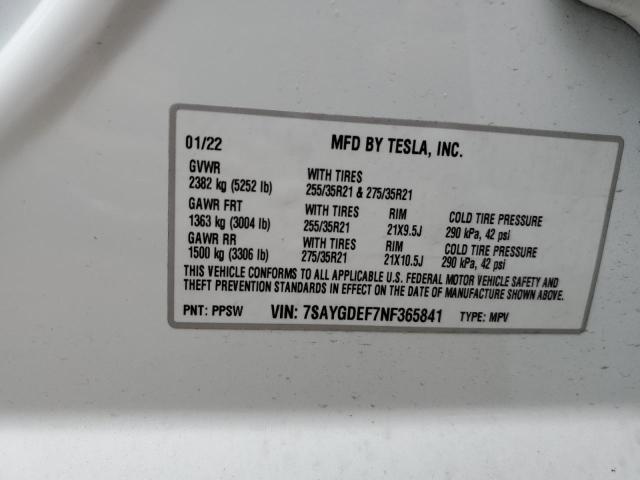 01/22 MFD BY TESLA, INC.
GVWR WITH TIRES
2382 kg (5252 lb) 255/35R21 & 275/35R21
GAWR FRT WITH TIRES RIM COLD TIRE PRESSURE
1363 kg (3004 lb) 255/35R21 21X9.5J 290 kPa, 42 psi
GAWR RR WITH TIRES RIM COLD TIRE PRESSURE
1500 kg (3306 lb) 275/35R21 21X10.5J 290 kPa, 42 psi
THIS VEHICLE CONFORMS TO ALL APPLICABLE U.S. FEDERAL MOTOR VEHICLE SAFETY AND
THEFT PREVENTION STANDARDS IN EFFECT ON THE DATE OF MANUFACTURE SHOWN ABOVE.
PNT: PPSW VIN: 7SAYGDEF7NF365841 TYPE: MPV